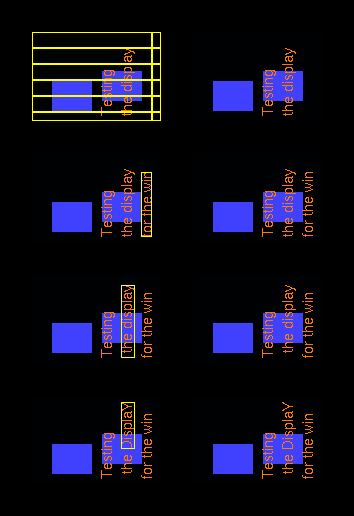 Testing
the display
Testing
the display
Testing
the display
for the win
Testing
the display
for the win
Testing
the display
for the win
Testing
the display
for the win
Testing
the DisplaY
for the win
Testing
the DisplaY
for the win